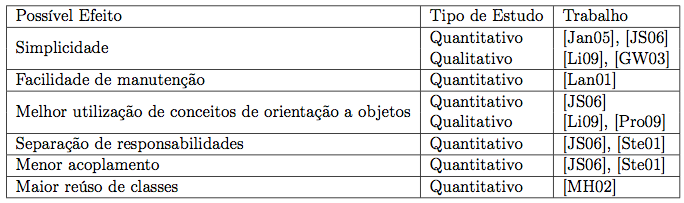 Possível Efeito Tipo de Estudo Trabalho
Simplicidade Quantitativo [Jan05], [JS06]
Qualitativo [Li09], [GW03]
Facilidade de manutenção Quantitativo [Lan01]
Melhor utilização de conceitos de orientação a objetos Quantitativo [JS06]
Qualitativo [Li09], [Pro09]
Separação de responsabilidades Quantitativo [JS06], [Ste01]
Menor acoplamento Quantitativo [JS06], [Ste01]
Maior reúso de classes Quantitativo [MH02]